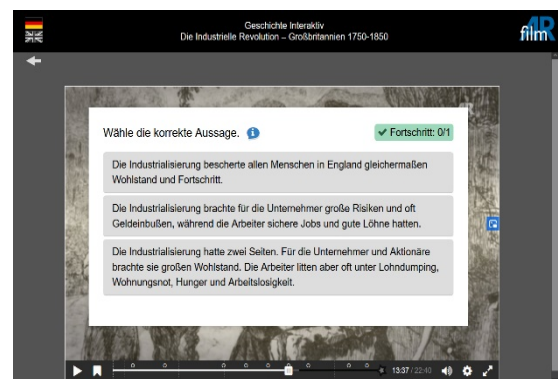 Geschichte Interaktiv
Die Industrielle Revolution – Großbritannien 1750-1850
AR
film
Wähle die korrekte Aussage.
✔ Fortschritt: 0/1
Die Industrialisierung bescherte allen Menschen in England gleichermaßen
Wohlstand und Fortschritt.
Die Industrialisierung brachte für die Unternehmer große Risiken und oft
Geldeinbußen, während die Arbeiter sichere Jobs und gute Löhne hatten.
Die Industrialisierung hatte zwei Seiten. Für die Unternehmer und Aktionäre
brachte sie großen Wohlstand. Die Arbeiter litten aber oft unter Lohndumping,
Wohnungsnot, Hunger und Arbeitslosigkeit.
13:37 / 22:40